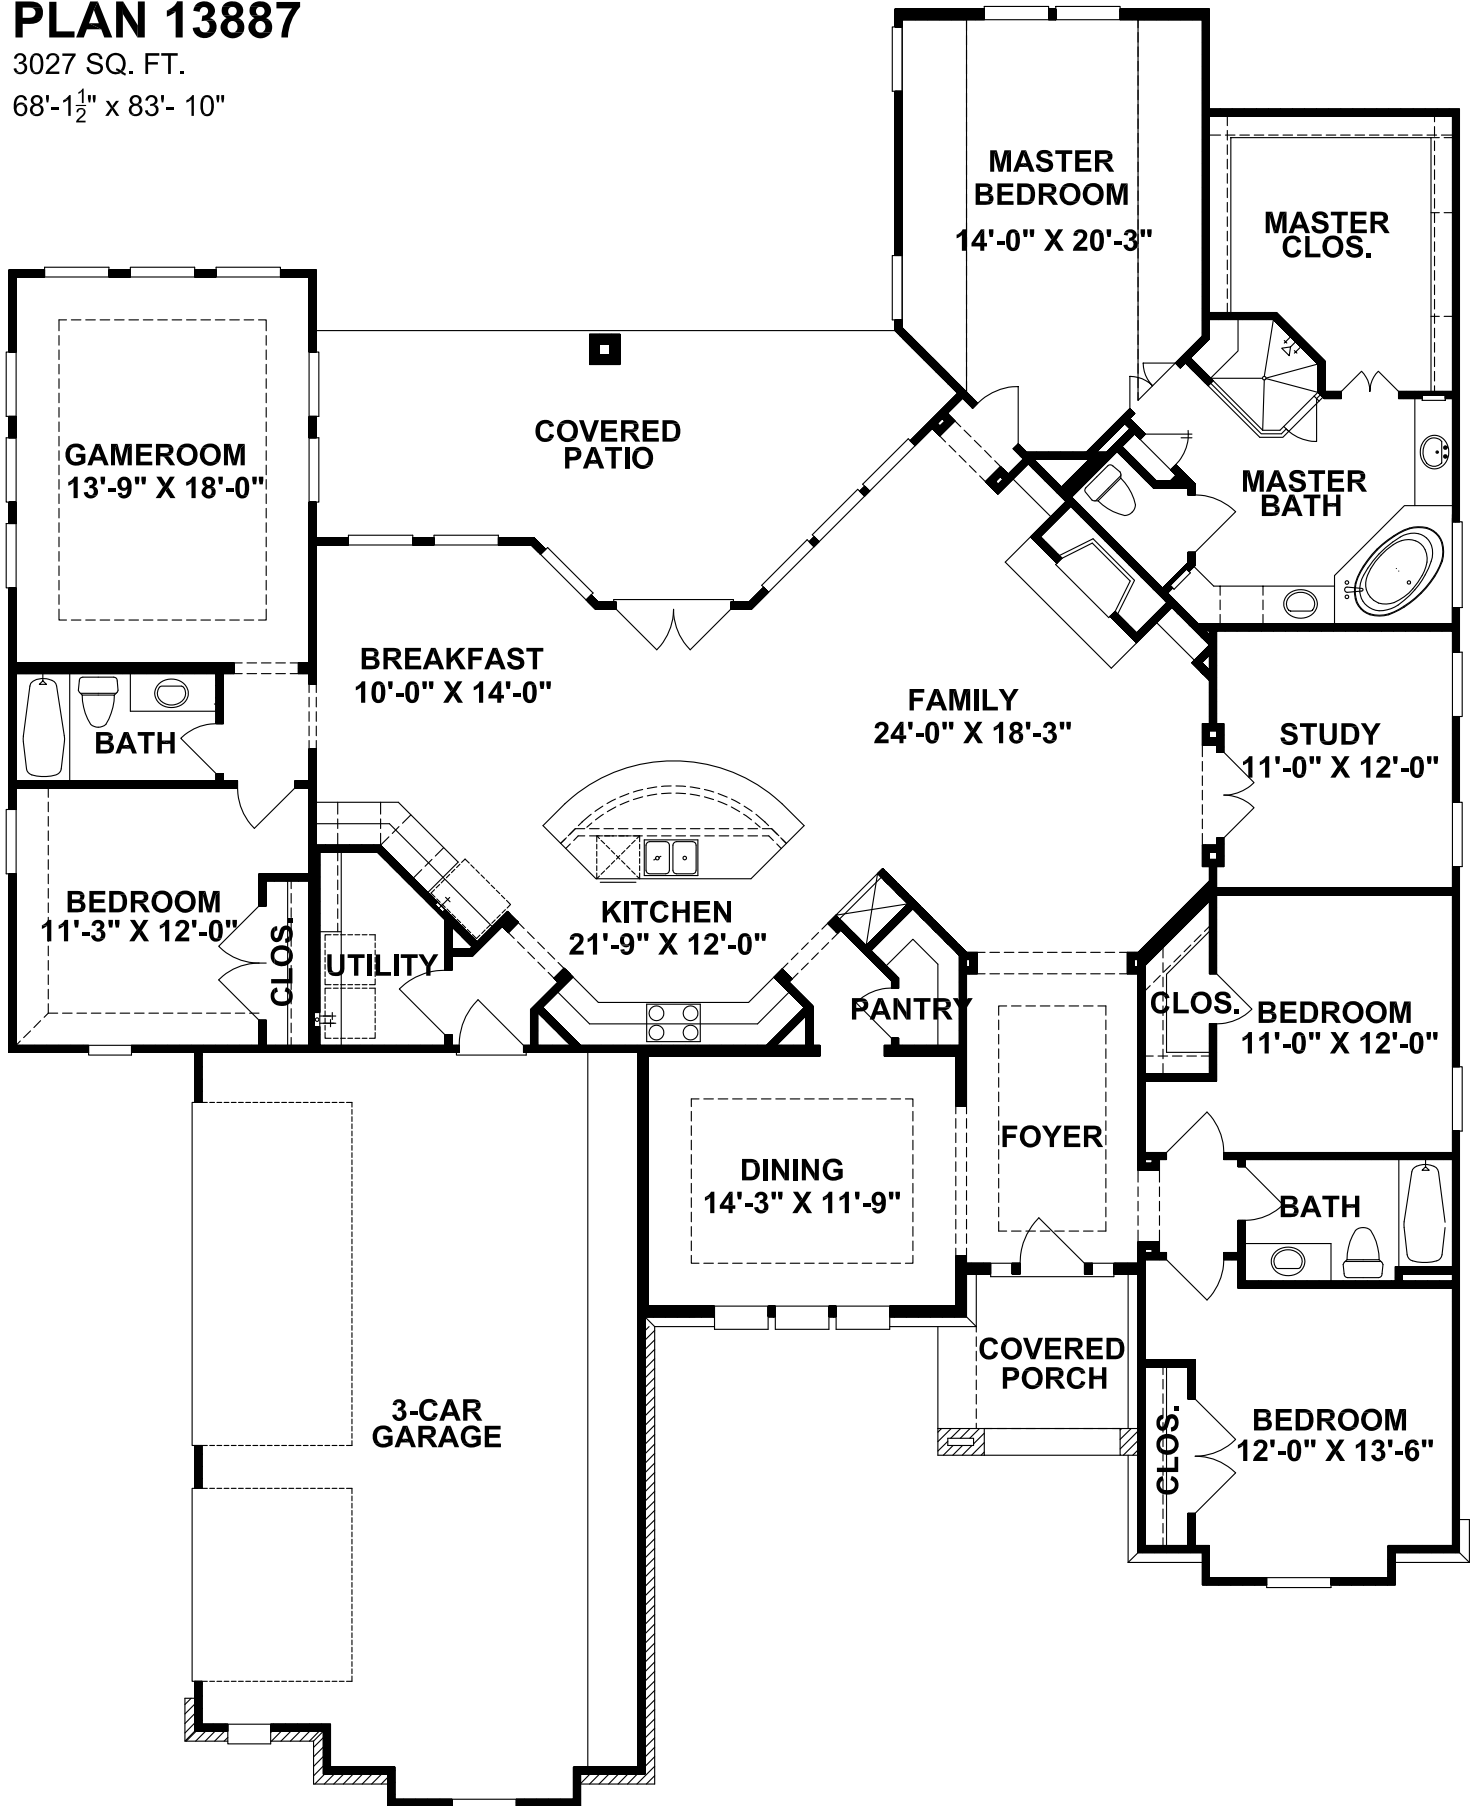 PLAN 13887
3027 SQ. FT.
68'-1½" x 83'- 10"
MASTER
BEDROOM
14'-0" X 20'-3"
MASTER
CLOS.
GAMEROOM
13'-9" X 18'-0"
COVERED
PATIO
MASTER
BATH
BREAKFAST
10'-0" X 14'-0"
FAMILY
24'-0" X 18'-3"
STUDY
11'-0" X 12'-0"
BATH
BEDROOM
11'-3" X 12'-0"
CLOS.
UTILITY
KITCHEN
21'-9" X 12'-0"
PANTRY
CLOS.
BEDROOM
11'-0" X 12'-0"
FOYER
DINING
14'-3" X 11'-9"
BATH
COVERED
PORCH
3-CAR
GARAGE
CLOS.
BEDROOM
12'-0" X 13'-6"